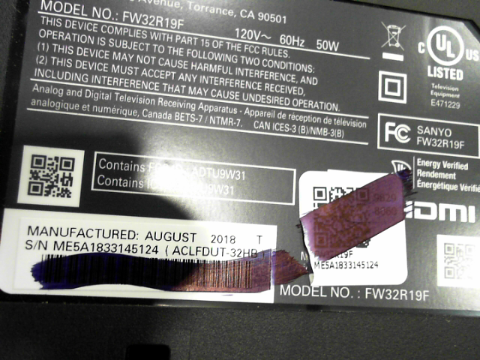 Avenue, Torrance, CA 90501
MODEL NO.: FW32R19F
120V~ 60Hz 50W
THIS DEVICE COMPLIES WITH PART 15 OF THE FCC RULES.
OPERATION IS SUBJECT TO THE FOLLOWING TWO CONDITIONS:
(1) THIS DEVICE MAY NOT CAUSE HARMFUL INTERFERENCE, AND
(2) THIS DEVICE MUST ACCEPT ANY INTERFERENCE RECEIVED,
INCLUDING INTERFERENCE THAT MAY CAUSE UNDESIRED OPERATION.
Analog and Digital Television Receiving Apparatus - Appareil de réception de télévision
analogique et numérique, Canada BETS-7 / NTMR-7. CAN ICES-3 (B)/NMB-3(B)
C UL US
LISTED
Television
Equipment
E471229
FC
SANYO
FW32R19F
Energy Verified
Rendement
Énergétique Vérifié
HDMI
Contains
ADTU9W31
Contains
MANUFACTURED: AUGUST 2018 T
S/N ME5A1833145124 ( ACLFDUT-32HB )
ME5A1833145124
MODEL NO. : FW32R19F